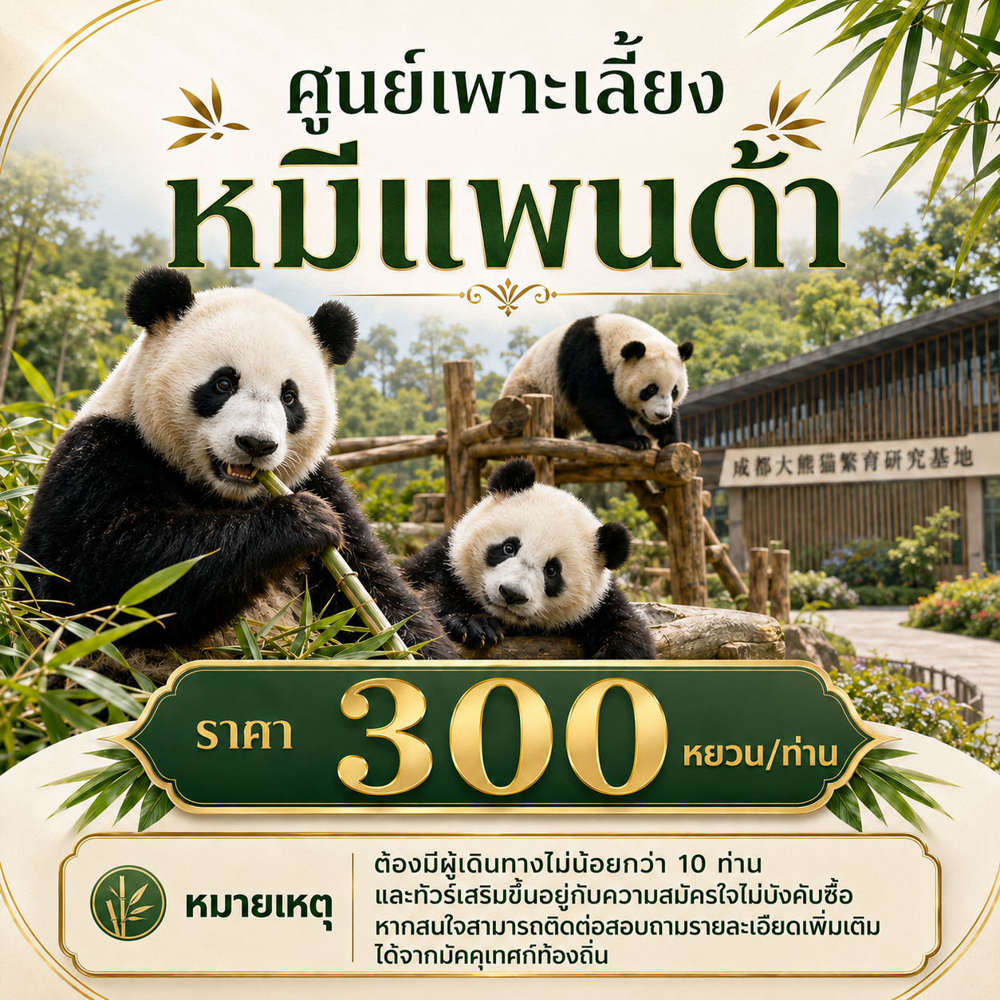 ศูนย์เพาะเลี้ยง
หมีแพนด้า
成都大熊猫繁育研究基地
ราคา 300 หยวน/ท่าน
หมายเหตุ
ต้องมีผู้เดินทางไม่น้อยกว่า 10 ท่าน
และทัวร์เสริมขึ้นอยู่กับความสมัครใจไม่บังคับซื้อ
หากสนใจสามารถติดต่อสอบถามรายละเอียดเพิ่มเติม
ได้จากมัคคุเทศก์ท้องถิ่น